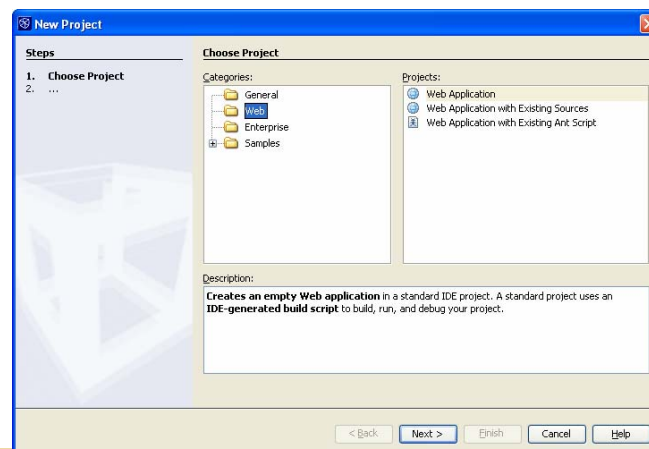 New Project
Steps
1. Choose Project
2. ...
Choose Project
Categories:
General
Web
Enterprise
Samples
Projects:
Web Application
Web Application with Existing Sources
Web Application with Existing Ant Script
Description:
Creates an empty Web application in a standard IDE project. A standard project uses an
IDE-generated build script to build, run, and debug your project.
< Back
Next >
Finish
Cancel
Help